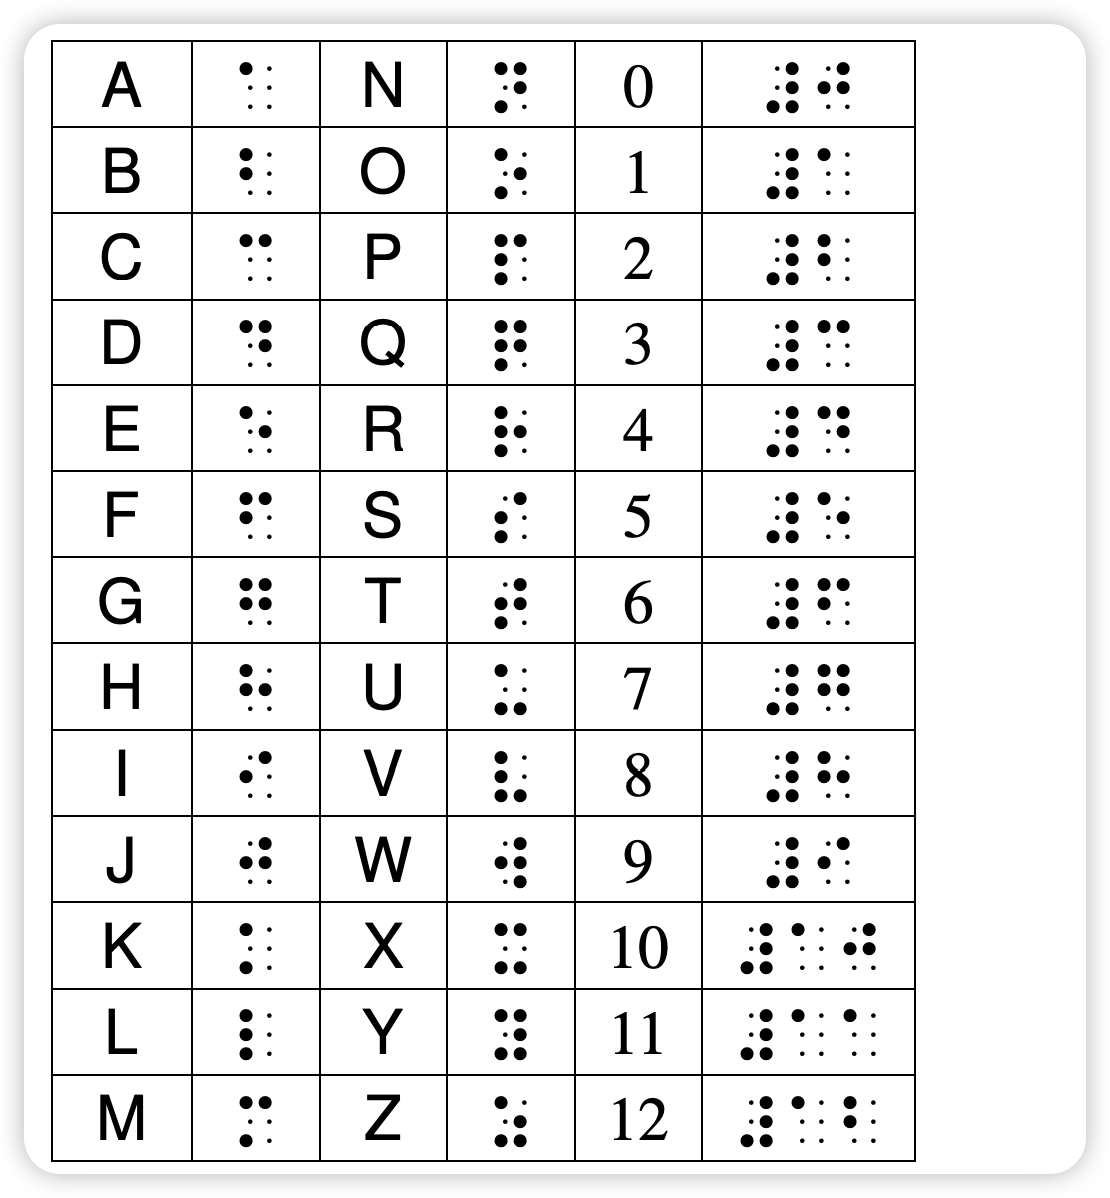 A ⠁ N ⠝ 0 ⠼⠚
B ⠃ O ⠕ 1 ⠼⠁
C ⠉ P ⠏ 2 ⠼⠃
D ⠙ Q ⠟ 3 ⠼⠉
E ⠑ R ⠗ 4 ⠼⠙
F ⠋ S ⠎ 5 ⠼⠑
G ⠛ T ⠞ 6 ⠼⠋
H ⠓ U ⠥ 7 ⠼⠛
I ⠊ V ⠧ 8 ⠼⠓
J ⠚ W ⠺ 9 ⠼⠊
K ⠅ X ⠭ 10 ⠼⠁⠚
L ⠇ Y ⠽ 11 ⠼⠁⠁
M ⠍ Z ⠵ 12 ⠼⠁⠃